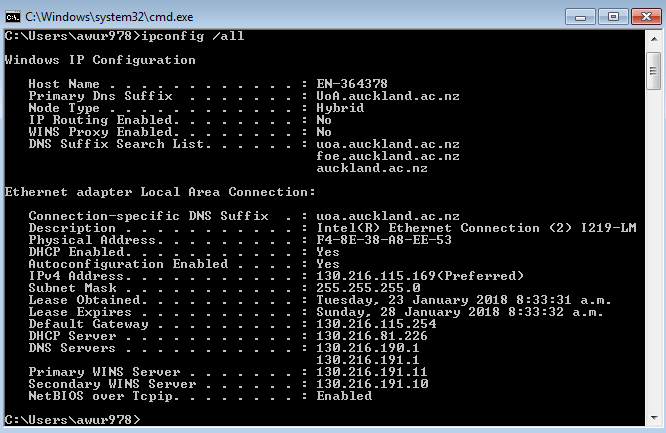 C:\Windows\system32\cmd.exe
C:\Users\awur978>ipconfig /all
Windows IP Configuration
Host Name . . . . . . . . . . . . : EN-364378
Primary Dns Suffix  . . . . . . . : UoA.auckland.ac.nz
Node Type . . . . . . . . . . . . : Hybrid
IP Routing Enabled. . . . . . . . : No
WINS Proxy Enabled. . . . . . . . : No
DNS Suffix Search List. . . . . . : uoa.auckland.ac.nz
foe.auckland.ac.nz
auckland.ac.nz
Ethernet adapter Local Area Connection:
Connection-specific DNS Suffix  . : uoa.auckland.ac.nz
Description . . . . . . . . . . . : Intel(R) Ethernet Connection (2) I219-LM
Physical Address. . . . . . . . . : F4-8E-38-A8-EE-53
DHCP Enabled. . . . . . . . . . . : Yes
Autoconfiguration Enabled . . . . : Yes
IPv4 Address. . . . . . . . . . . : 130.216.115.169(Preferred)
Subnet Mask . . . . . . . . . . . : 255.255.255.0
Lease Obtained. . . . . . . . . . : Tuesday, 23 January 2018 8:33:31 a.m.
Lease Expires . . . . . . . . . . : Sunday, 28 January 2018 8:33:32 a.m.
Default Gateway . . . . . . . . . : 130.216.115.254
DHCP Server . . . . . . . . . . . : 130.216.81.226
DNS Servers . . . . . . . . . . . : 130.216.190.1
130.216.191.1
Primary WINS Server . . . . . . . : 130.216.191.11
Secondary WINS Server . . . . . . : 130.216.191.10
NetBIOS over Tcpip. . . . . . . . : Enabled
C:\Users\awur978>